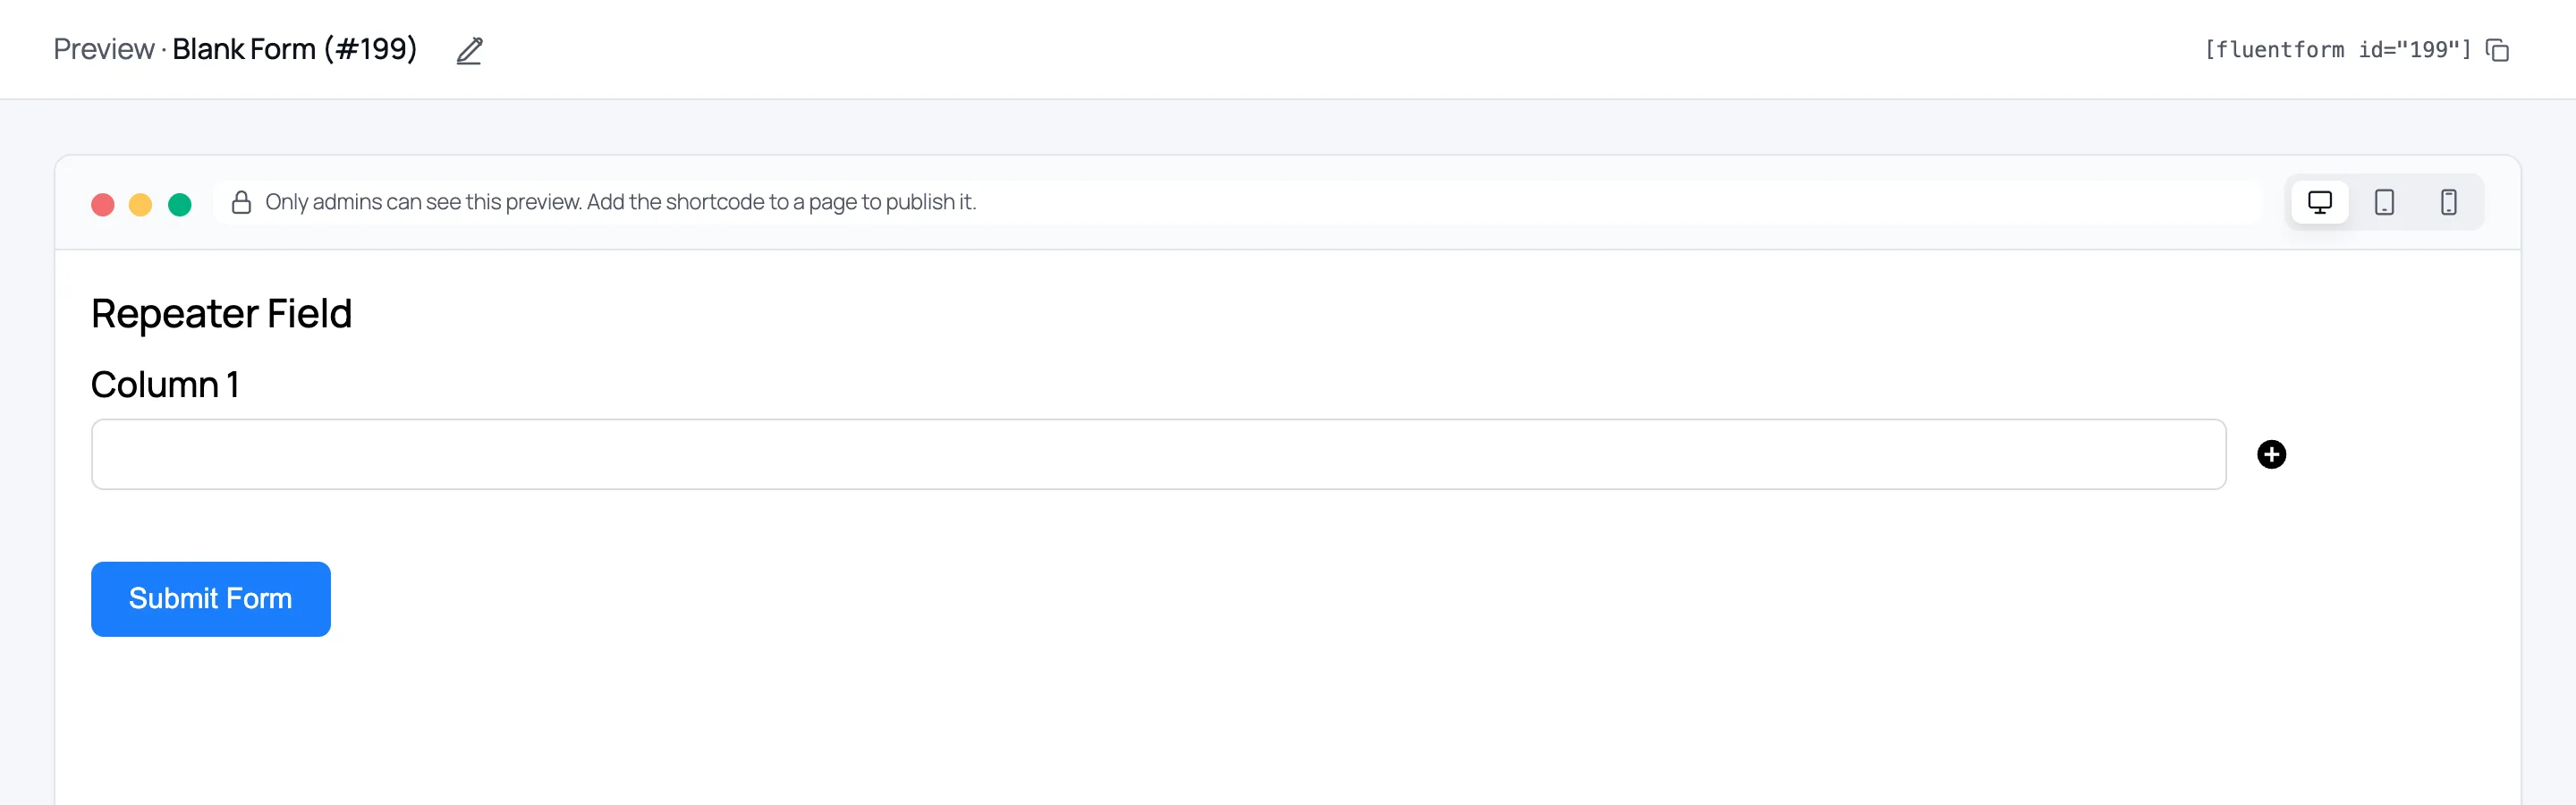 Preview · Blank Form (#199)
[fluentform id="199"]
Only admins can see this preview. Add the shortcode to a page to publish it.
Repeater Field
Column 1
Submit Form